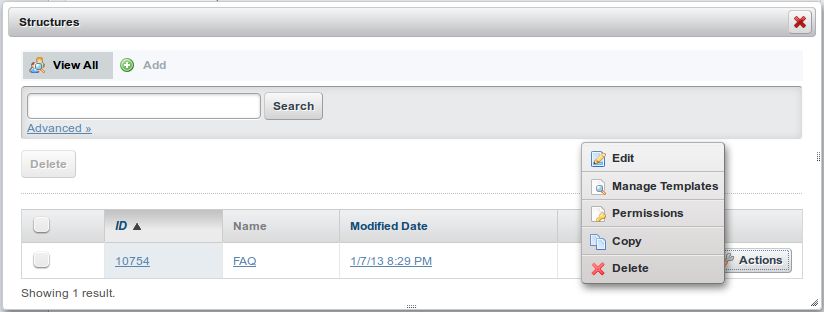 Structures
View All Add
Search
Advanced »
Delete
Edit
Manage Templates
Permissions
Copy
Delete
ID ▲ Name Modified Date
10754 FAQ 1/7/13 8:29 PM Actions
Showing 1 result.